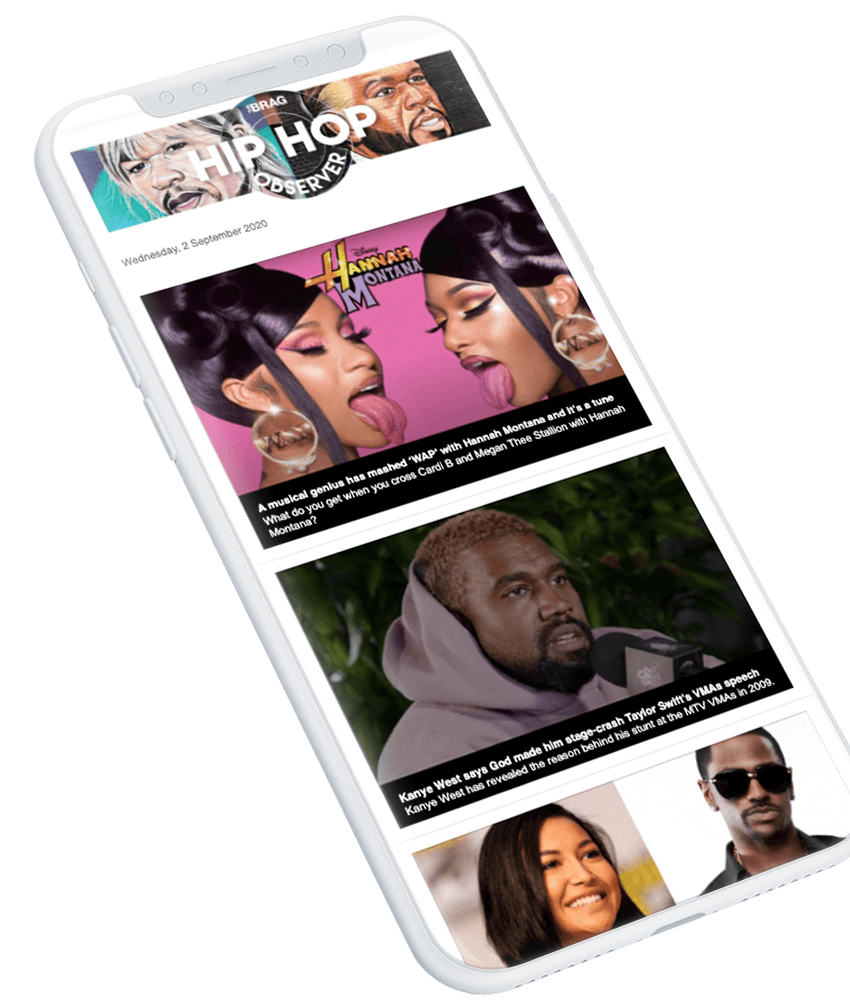 THE BRAG
HIP HOP
OBSERVER
Wednesday, 2 September 2020
Disney
HANNAH
MONTANA
A musical genius has mashed ‘WAP’ with Hannah Montana and it's a tune
What do you get when you cross Cardi B and Megan Thee Stallion with Hannah
Montana?
Kanye West says God made him stage-crash Taylor Swift's VMAs speech
Kanye West has revealed the reason behind his stunt at the MTV VMAs in 2009.